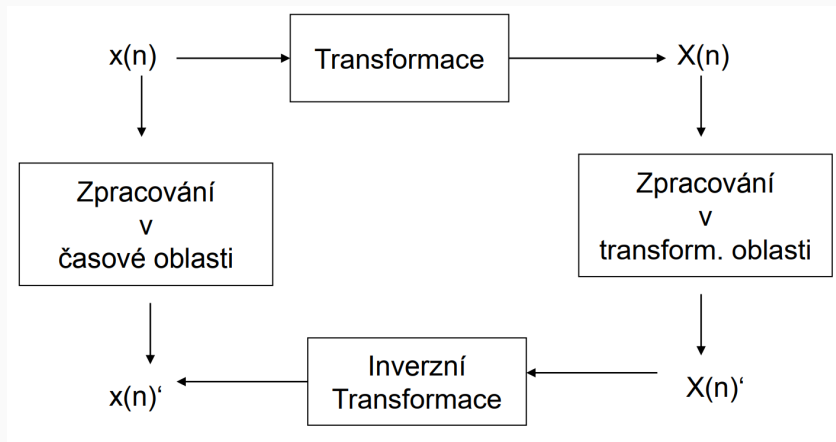 x(n)
Transformace
X(n)
Zpracování
v
časové oblasti
Zpracování
v
transform. oblasti
x(n)‘
Inverzní
Transformace
X(n)‘